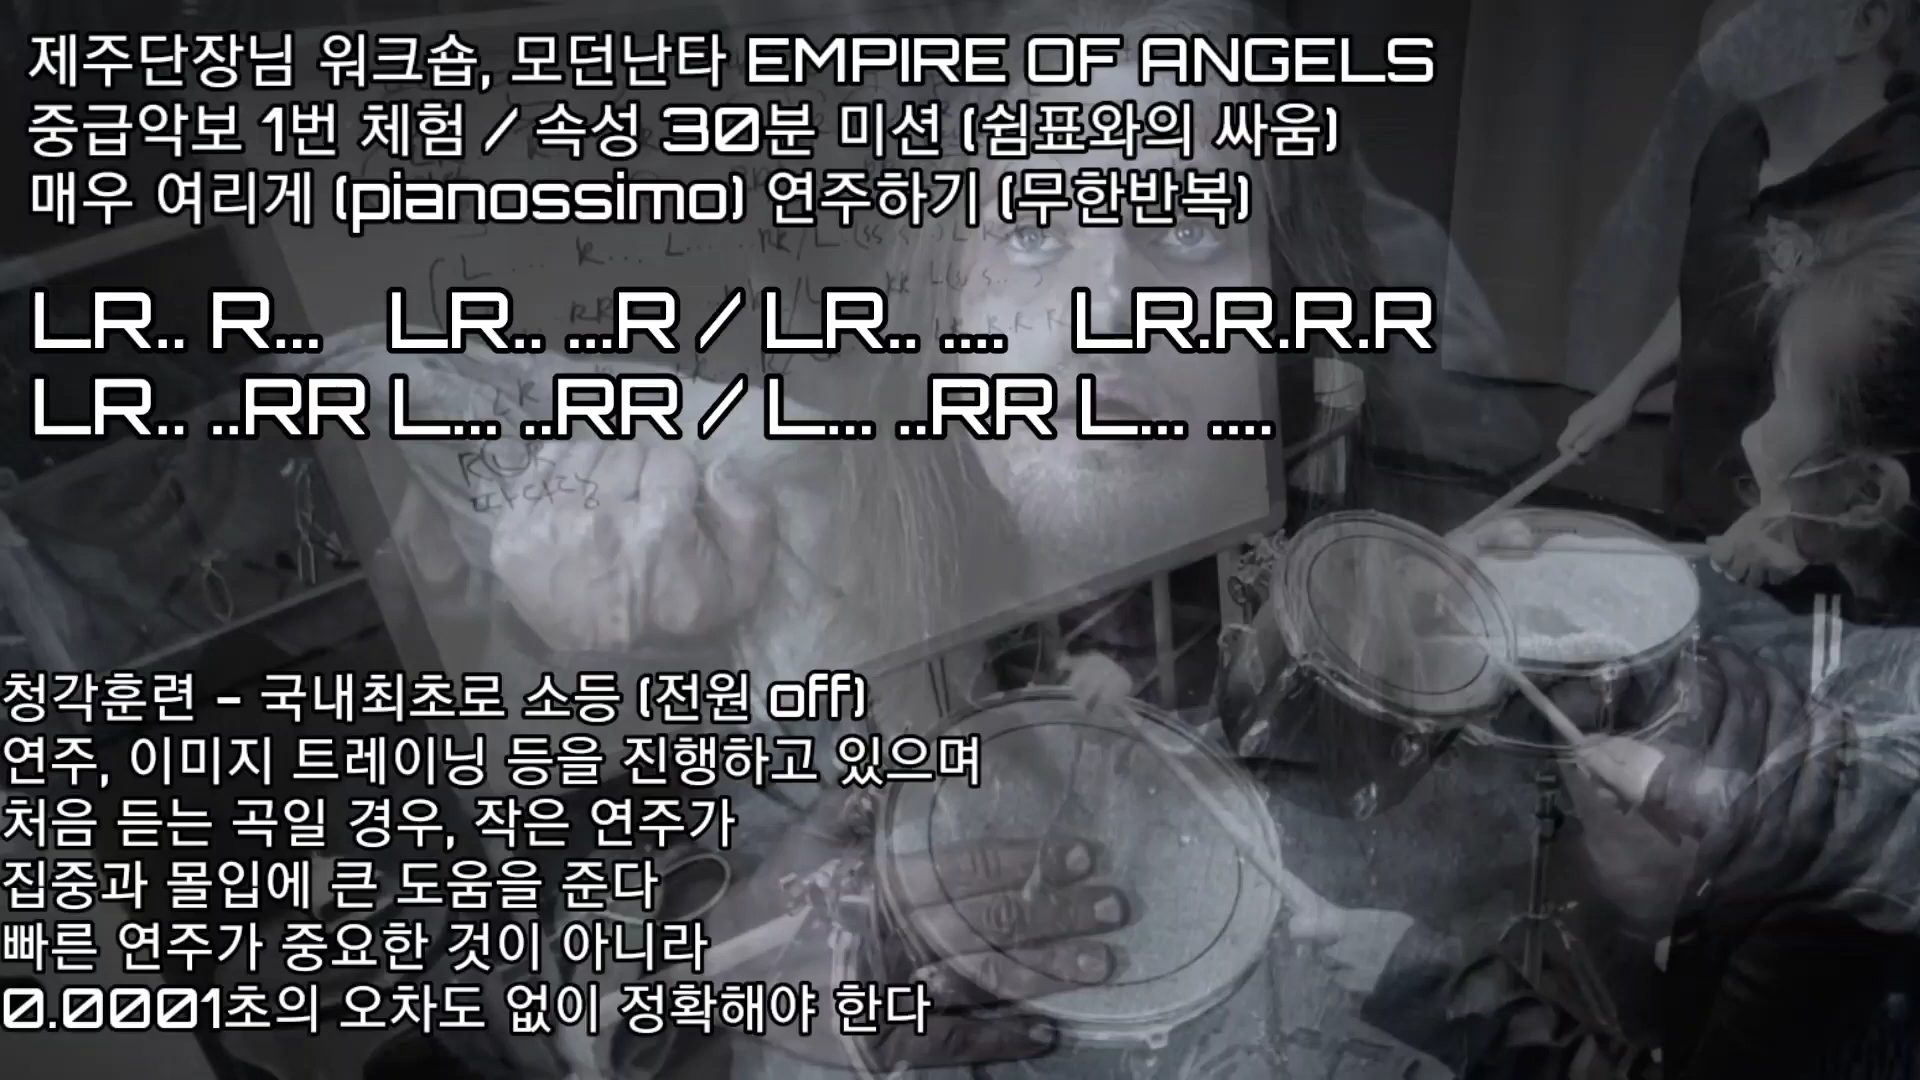 제주단장님 워크숍, 모던난타 EMPIRE OF ANGELS
중급악보 1번 체험 / 속성 30분 미션 (쉼표와의 싸움)
매우 여리게 (pianossimo) 연주하기 (무한반복)
LR.. R... LR.. ...R / LR.. .... LR.R.R.R
LR.. ..RR L... ..RR / L... ..RR L... ....
청각훈련 - 국내최초로 소등 (전원 off)
연주, 이미지 트레이닝 등을 진행하고 있으며
처음 듣는 곡일 경우, 작은 연주가
집중과 몰입에 큰 도움을 준다
빠른 연주가 중요한 것이 아니라
0.0001초의 오차도 없이 정확해야 한다